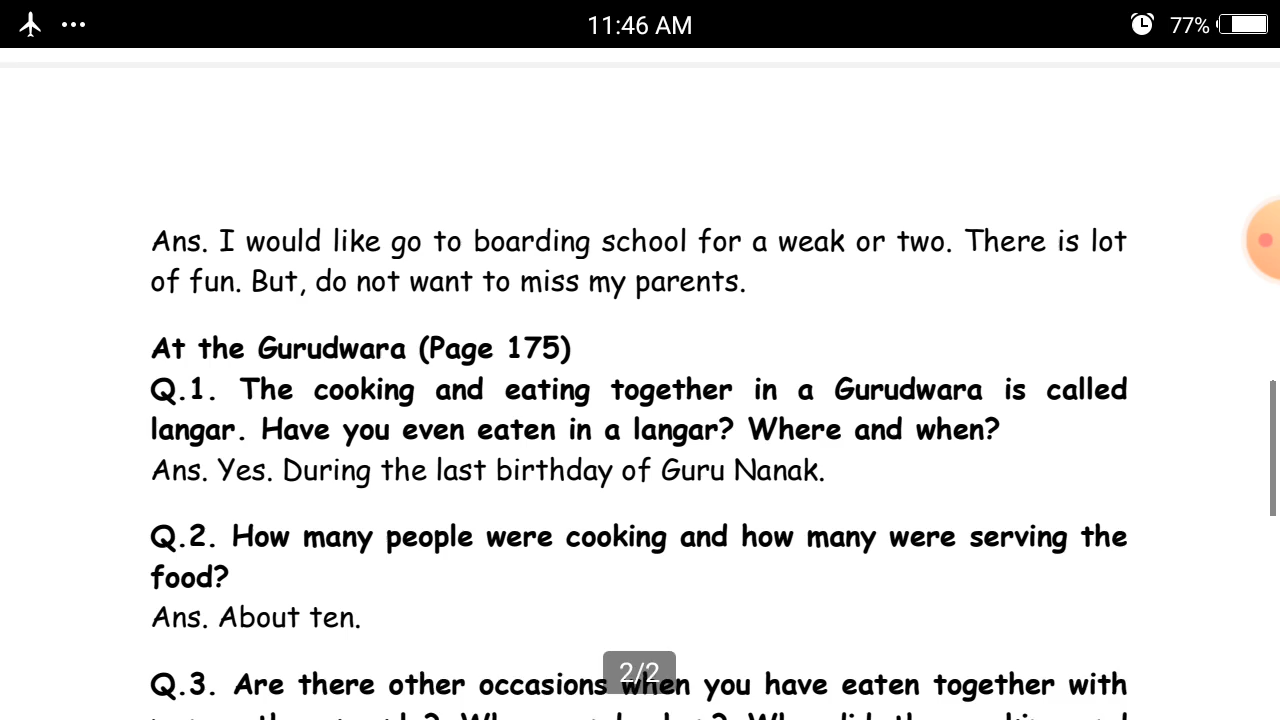 11:46 AM
77%
Ans. I would like go to boarding school for a weak or two. There is lot
of fun. But, do not want to miss my parents.
At the Gurudwara (Page 175)
Q.1. The cooking and eating together in a Gurudwara is called
langar. Have you even eaten in a langar? Where and when?
Ans. Yes. During the last birthday of Guru Nanak.
Q.2. How many people were cooking and how many were serving the
food?
Ans. About ten.
2/2
Q.3. Are there other occasions when you have eaten together with